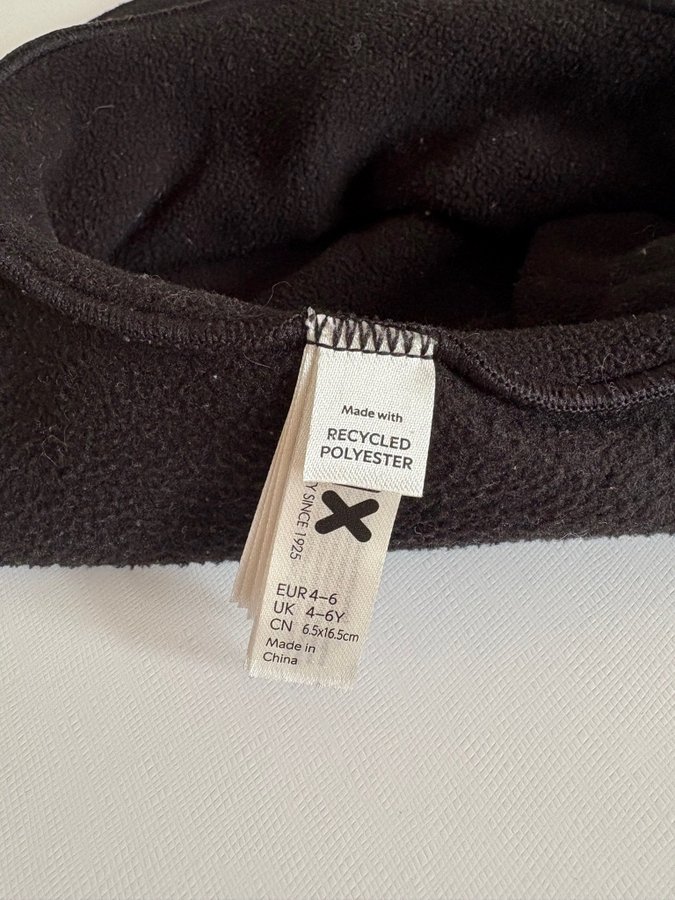 Made with
RECYCLED
POLYESTER
Y SINCE 1925
EUR 4–6
UK 4–6Y
CN 6.5x16.5cm
Made in
China